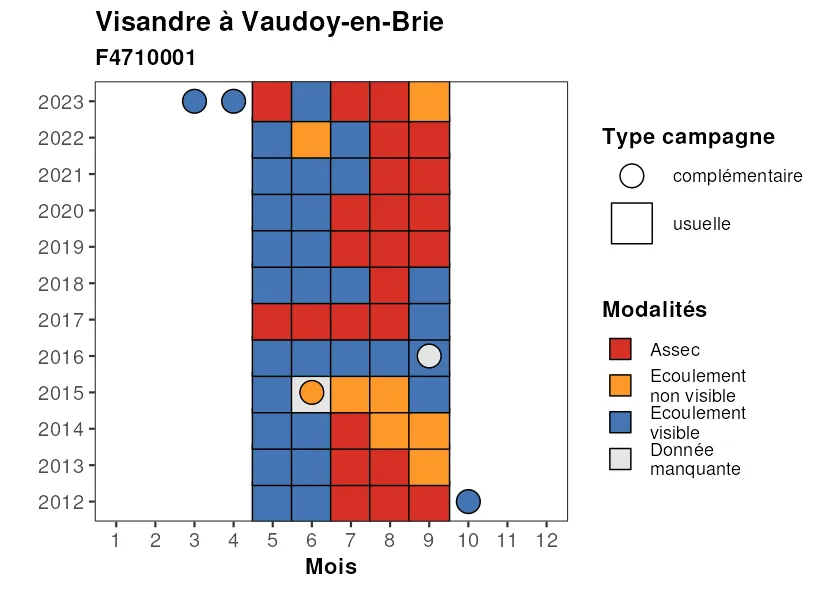 Visandre à Vaudoy-en-Brie
F4710001
2023
2022
2021
2020
2019
2018
2017
2016
2015
2014
2013
2012
1 2 3 4 5 6 7 8 9 10 11 12
Mois
Type campagne
complémentaire
usuelle
Modalités
Assec
Ecoulement
non visible
Ecoulement
visible
Donnée
manquante